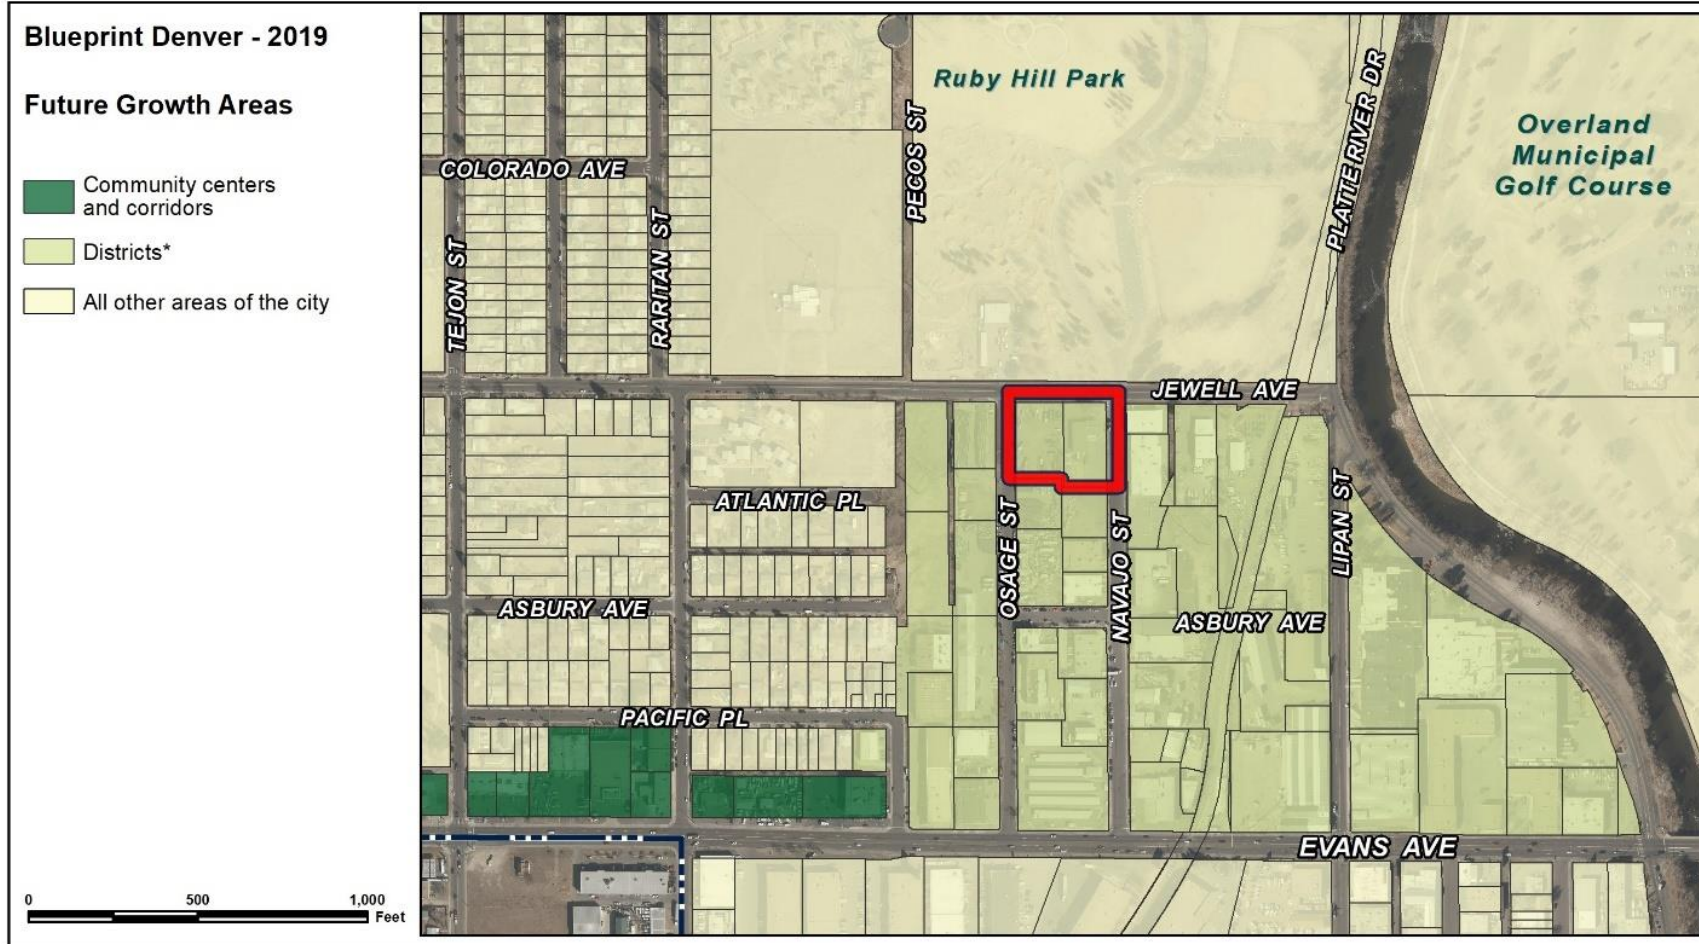 Blueprint Denver - 2019
Future Growth Areas
Community centers
and corridors
Districts*
All other areas of the city
0 500 1,000
Feet
Ruby Hill Park
Overland
Municipal
Golf Course
PLATTE RIVER DR
COLORADO AVE
PECOS ST
TEJON ST
RARITAN ST
JEWELL AVE
ATLANTIC PL
OSAGE ST
NAVAJO ST
LIPAN ST
ASBURY AVE
ASBURY AVE
PACIFIC PL
EVANS AVE